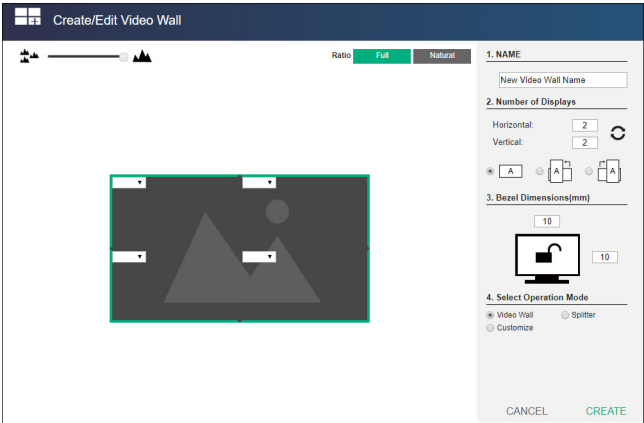 Create/Edit Video Wall
Ratio Full Natural
1. NAME
New Video Wall Name
2. Number of Displays
Horizontal: 2
Vertical: 2
A A A
3. Bezel Dimensions(mm)
10
10
4. Select Operation Mode
Video Wall Splitter
Customize
CANCEL CREATE